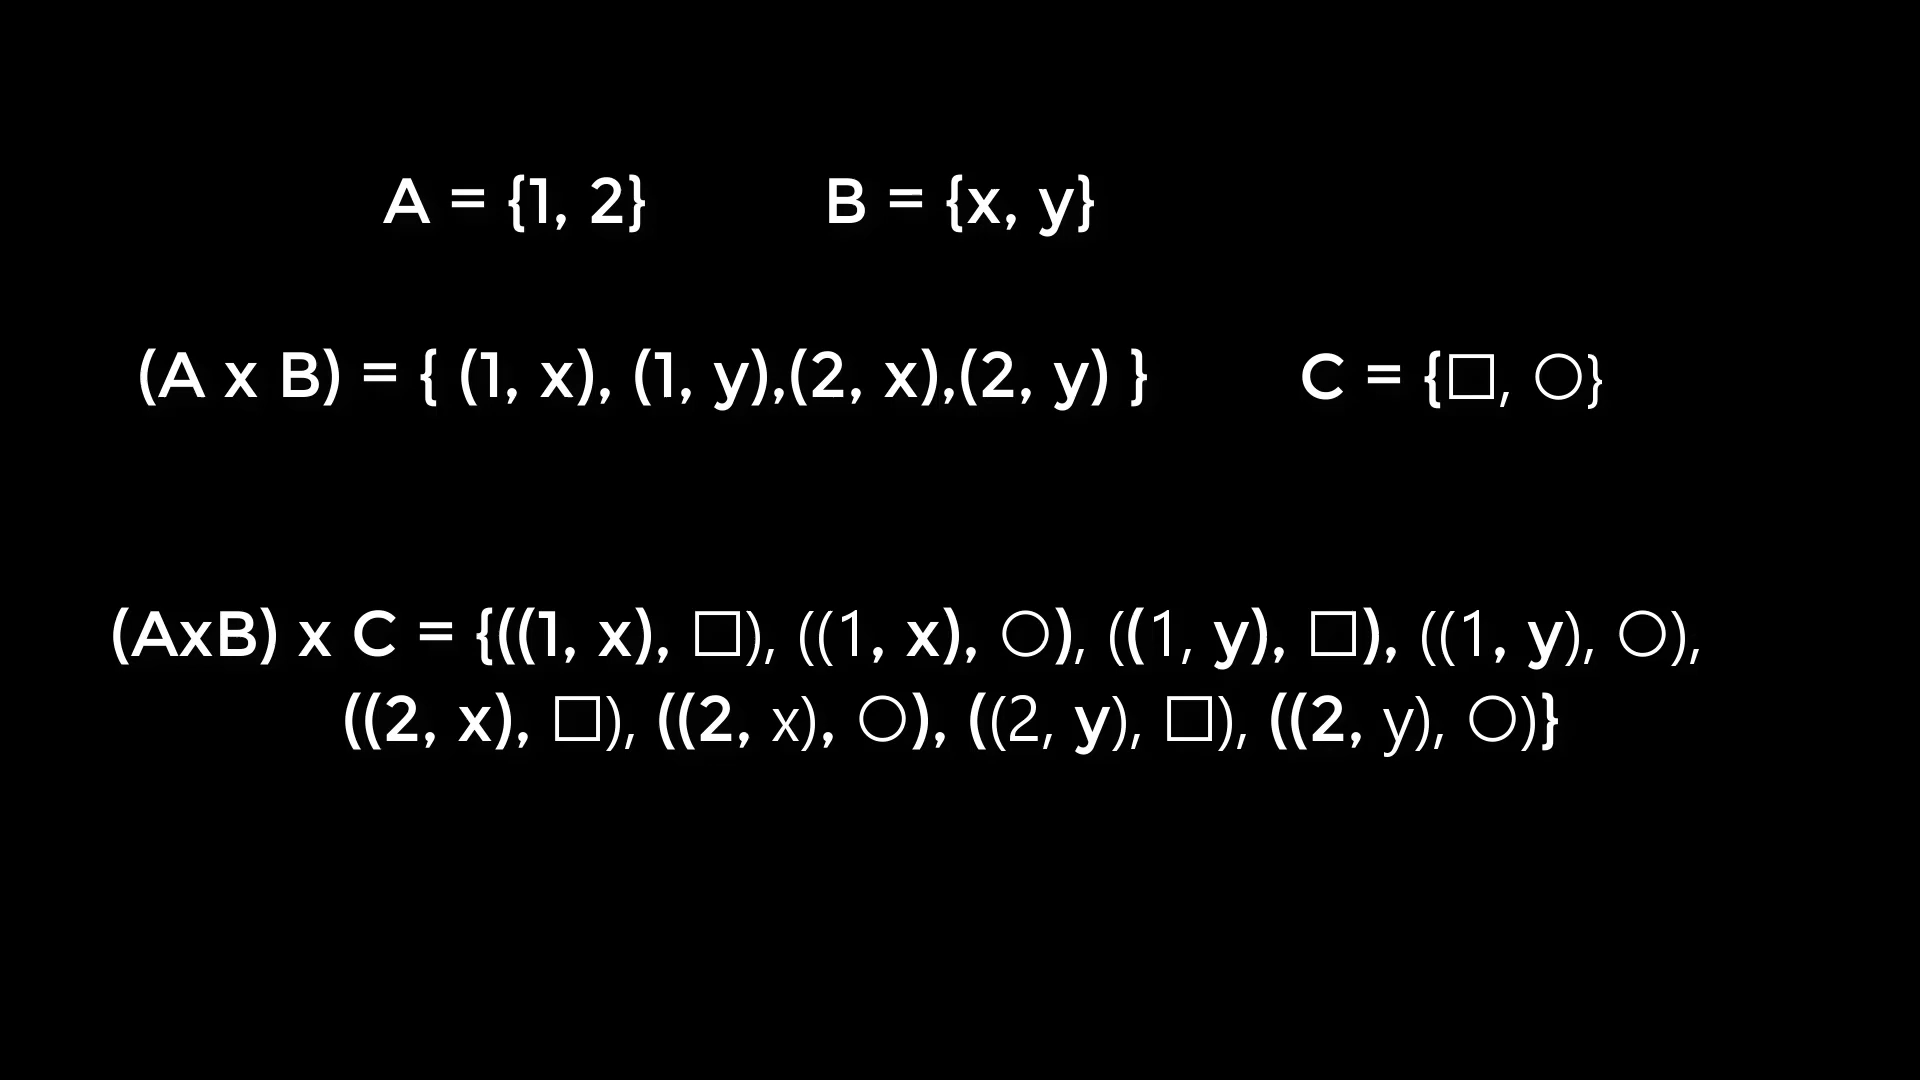 A = {1, 2} B = {x, y}
(A x B) = { (1, x), (1, y),(2, x),(2, y) } C = {□, ○}
(AxB) x C = {((1, x), □), ((1, x), ○), ((1, y), □), ((1, y), ○),
((2, x), □), ((2, x), ○), ((2, y), □), ((2, y), ○)}